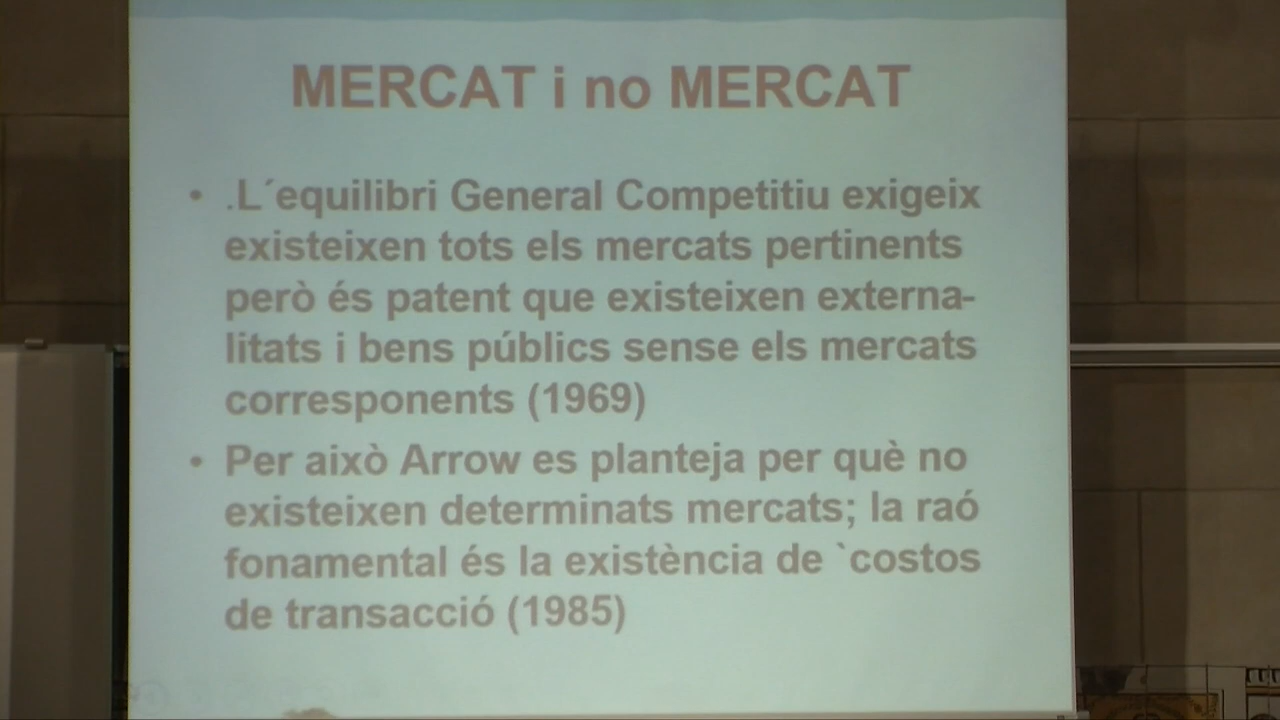 MERCAT i no MERCAT
• .L´equilibri General Competitiu exigeix
existeixen tots els mercats pertinents
però és patent que existeixen externa-
litats i bens públics sense els mercats
corresponents (1969)
• Per això Arrow es planteja per què no
existeixen determinats mercats; la raó
fonamental és la existència de `costos
de transacció (1985)